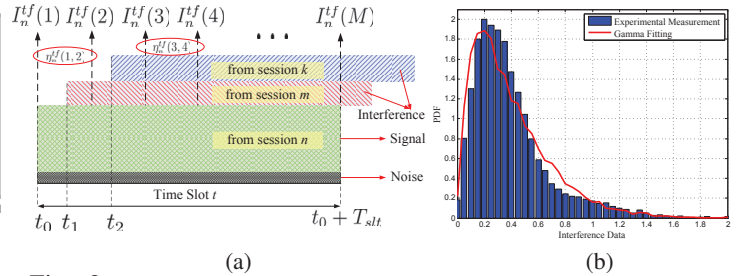 I_n^{tf}(1) I_n^{tf}(2) I_n^{tf}(3) I_n^{tf}(4) ... I_n^{tf}(M)
η_n^{tf}(1,2) η_n^{tf}(3,4)
from session k
from session m
from session n
Interference
Signal
Noise
Time Slot t
t_0 t_1 t_2 t_0 + T_{slt}
(a)
Experimental Measurement
Gamma Fitting
PDF
2
1.8
1.6
1.4
1.2
1
0.8
0.6
0.4
0.2
0
0 0.2 0.4 0.6 0.8 1 1.2 1.4 1.6 1.8 2
Interference Data
(b)